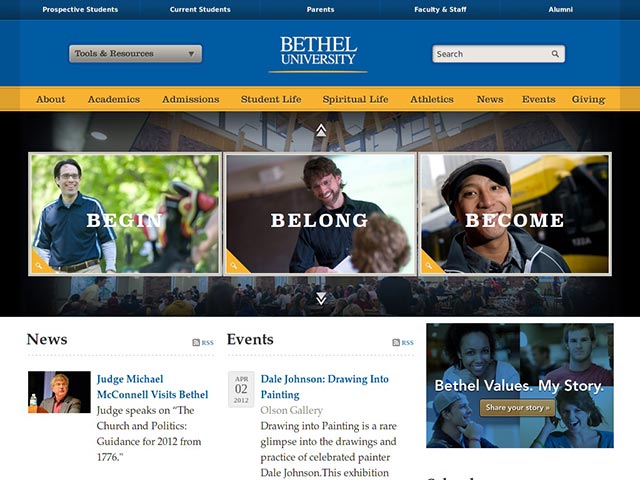 Prospective Students
Current Students
Parents
Faculty & Staff
Alumni
Tools & Resources
BETHEL
UNIVERSITY
Search
About
Academics
Admissions
Student Life
Spiritual Life
Athletics
News
Events
Giving
BEGIN
BELONG
BECOME
News
RSS
Judge Michael
McConnell Visits Bethel
Judge speaks on “The
Church and Politics:
Guidance for 2012 from
1776."
Events
RSS
APR
02
2012
Dale Johnson: Drawing Into
Painting
Olson Gallery
Drawing into Painting is a rare
glimpse into the drawings and
practice of celebrated painter
Dale Johnson.This exhibition
Bethel Values. My Story.
Share your story »